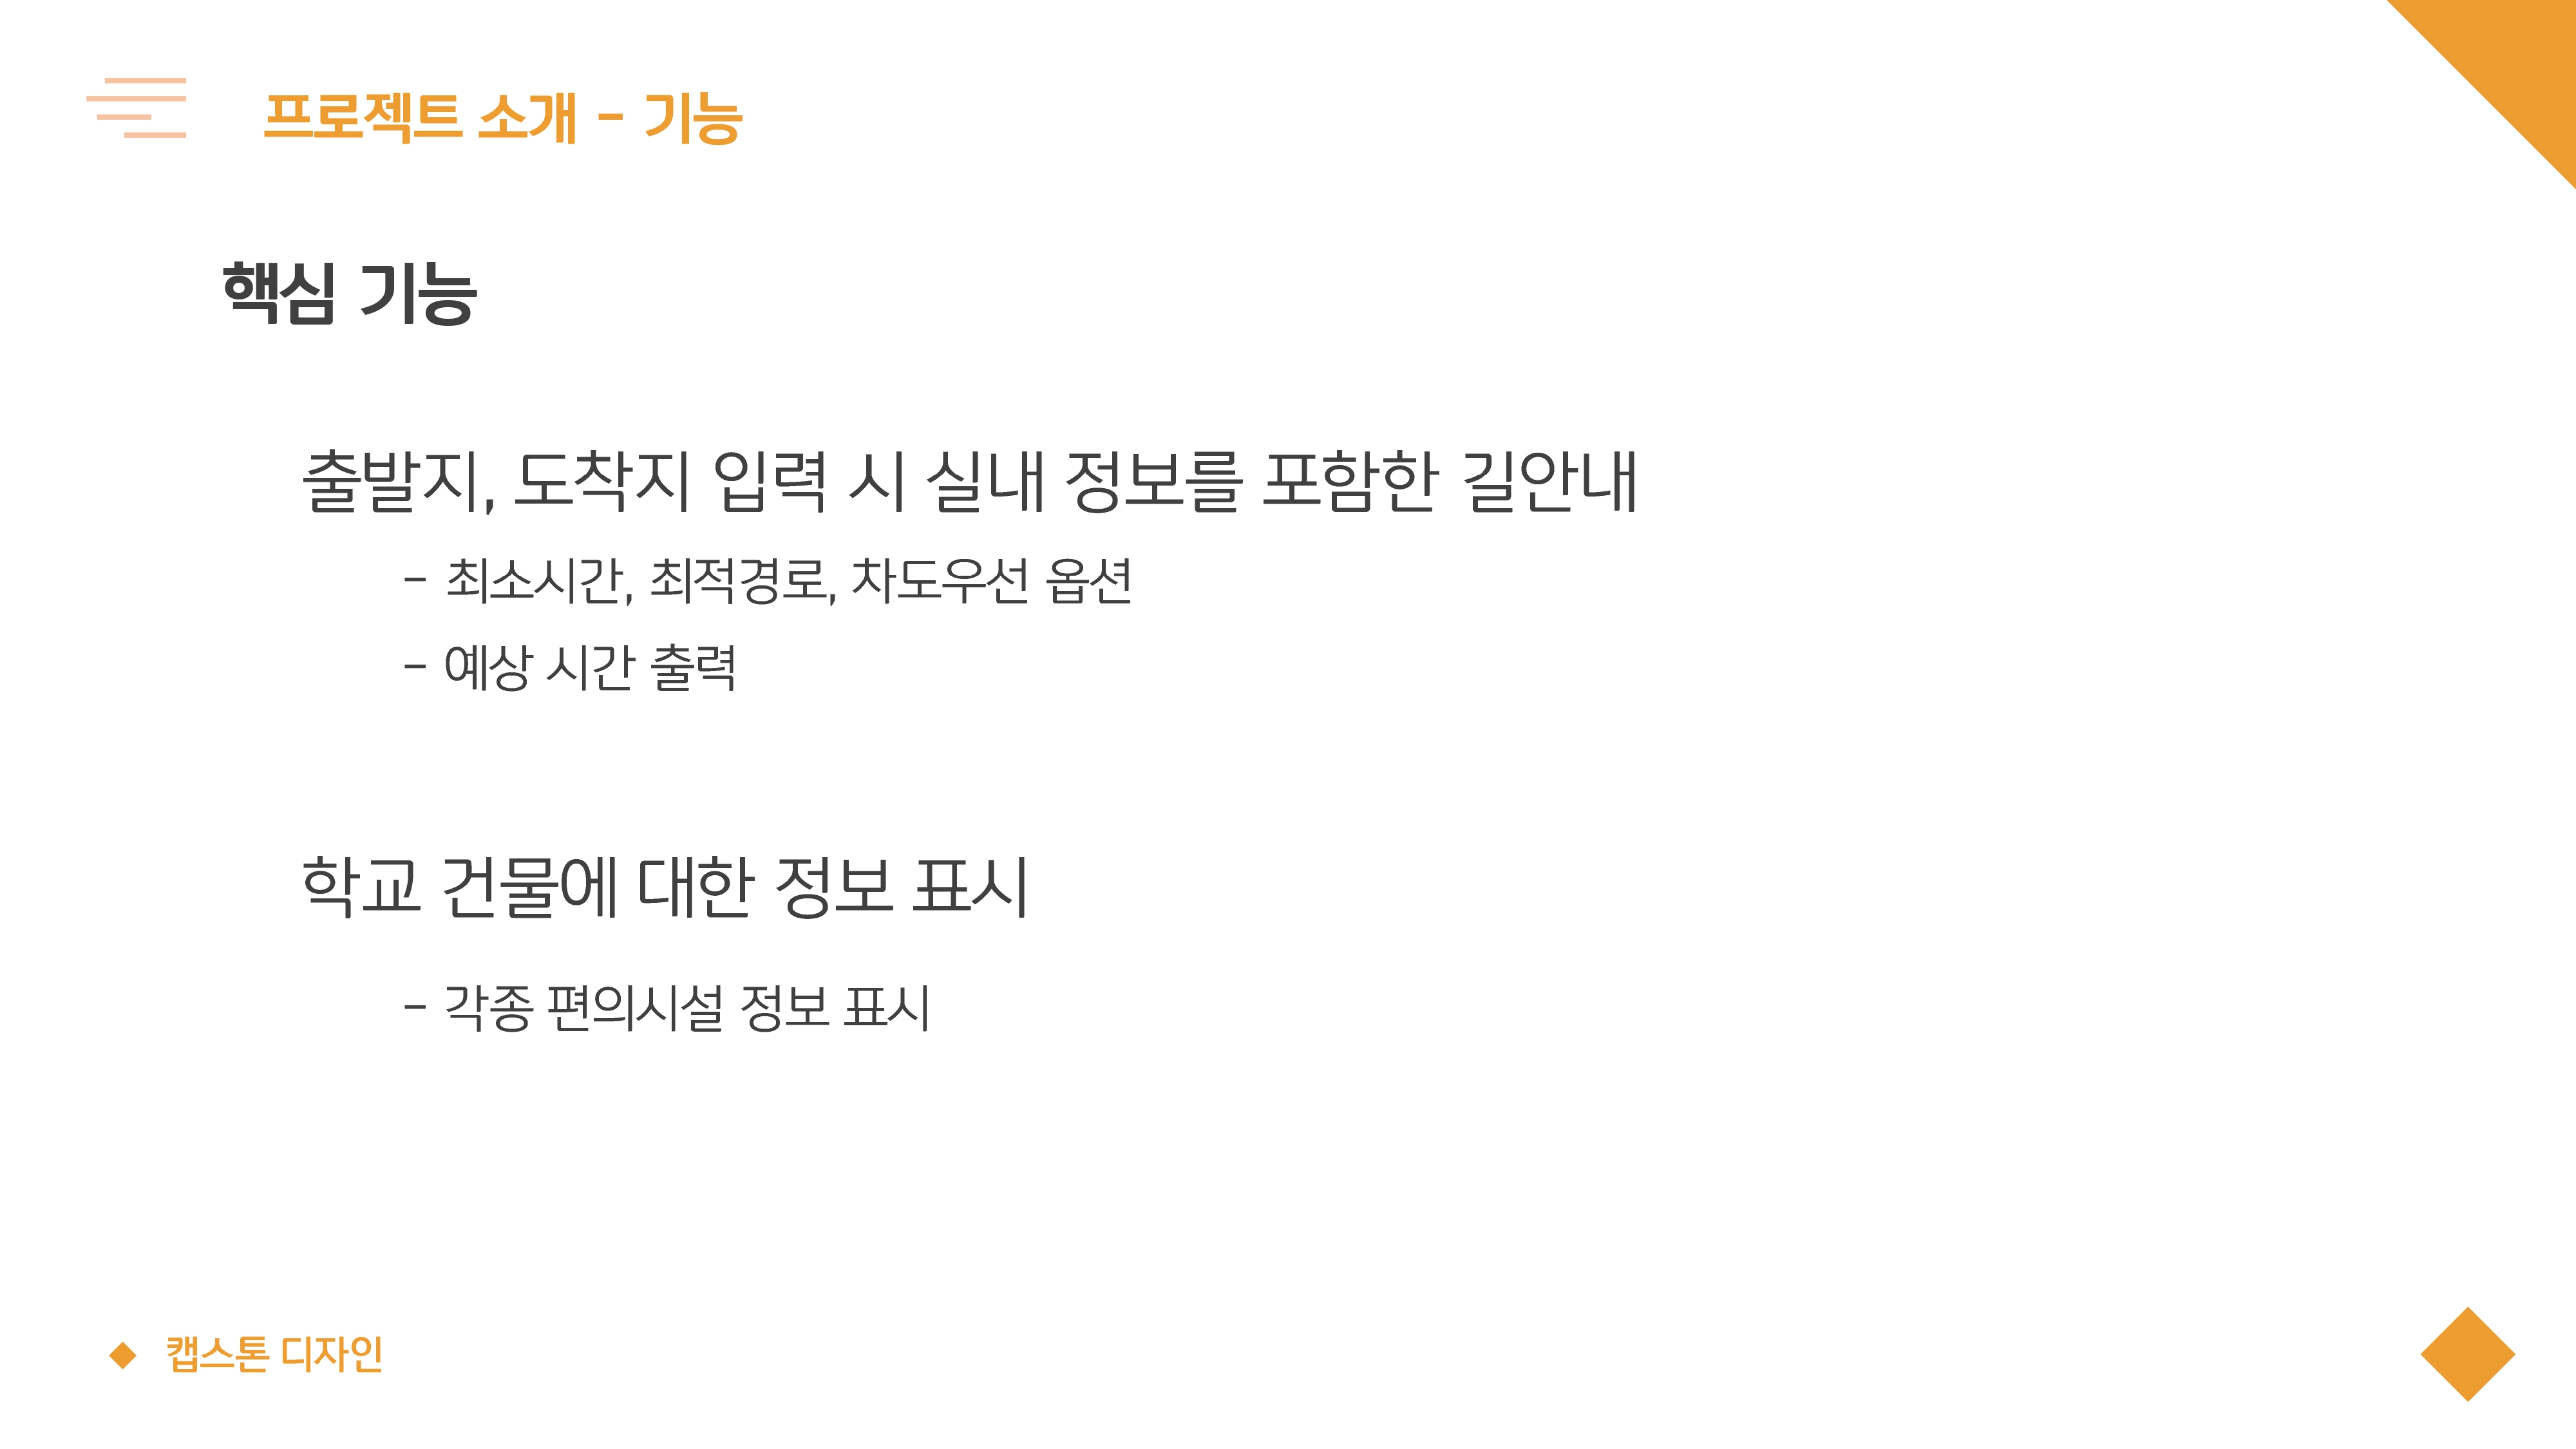 프로젝트 소개 - 기능
핵심 기능
출발지, 도착지 입력 시 실내 정보를 포함한 길안내
- 최소시간, 최적경로, 차도우선 옵션
- 예상 시간 출력
학교 건물에 대한 정보 표시
- 각종 편의시설 정보 표시
캡스톤 디자인